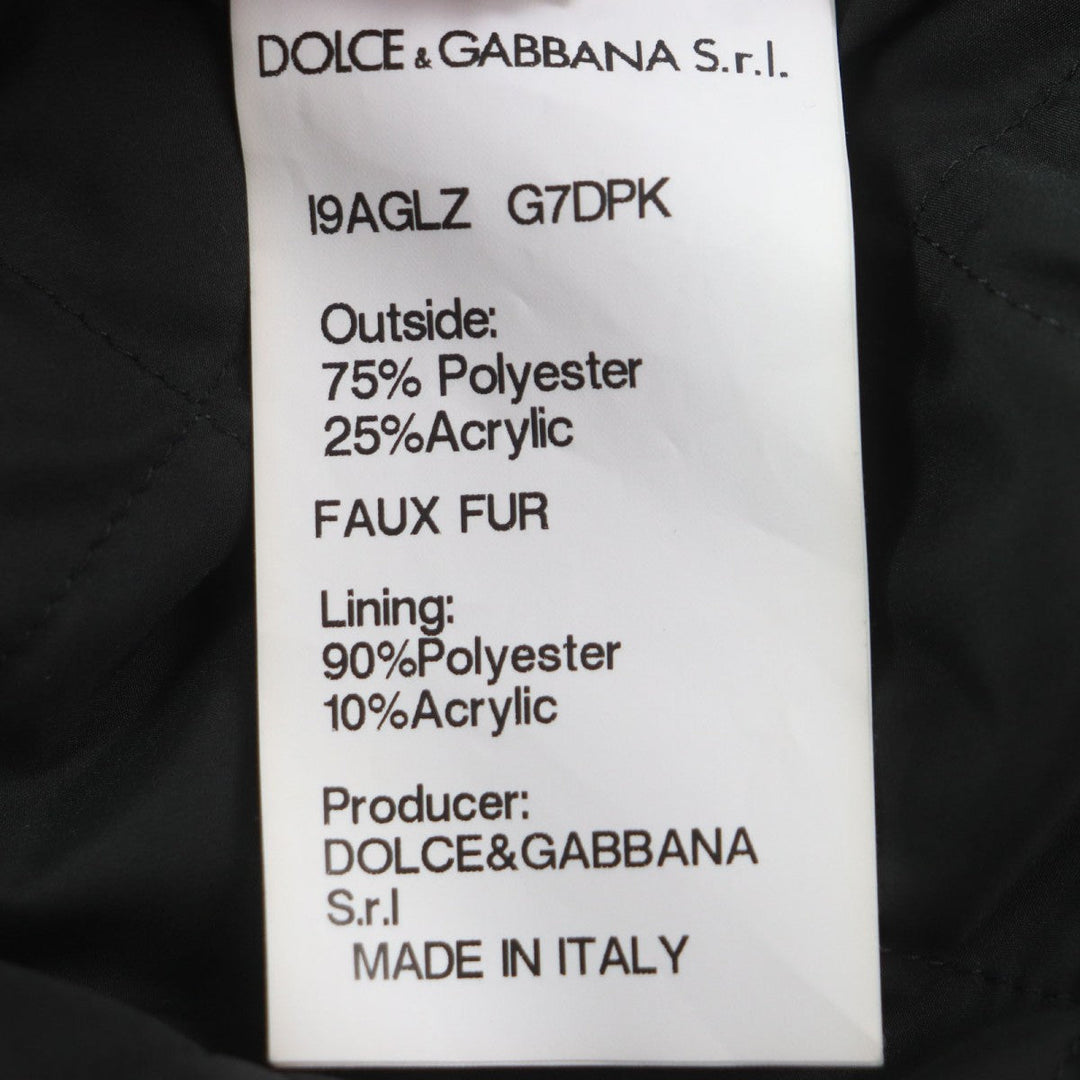 DOLCE & GABBANA S.r.l.
I9AGLZ G7DPK
Outside:
75% Polyester
25%Acrylic
FAUX FUR
Lining:
90%Polyester
10%Acrylic
Producer:
DOLCE&GABBANA
S.r.l
MADE IN ITALY